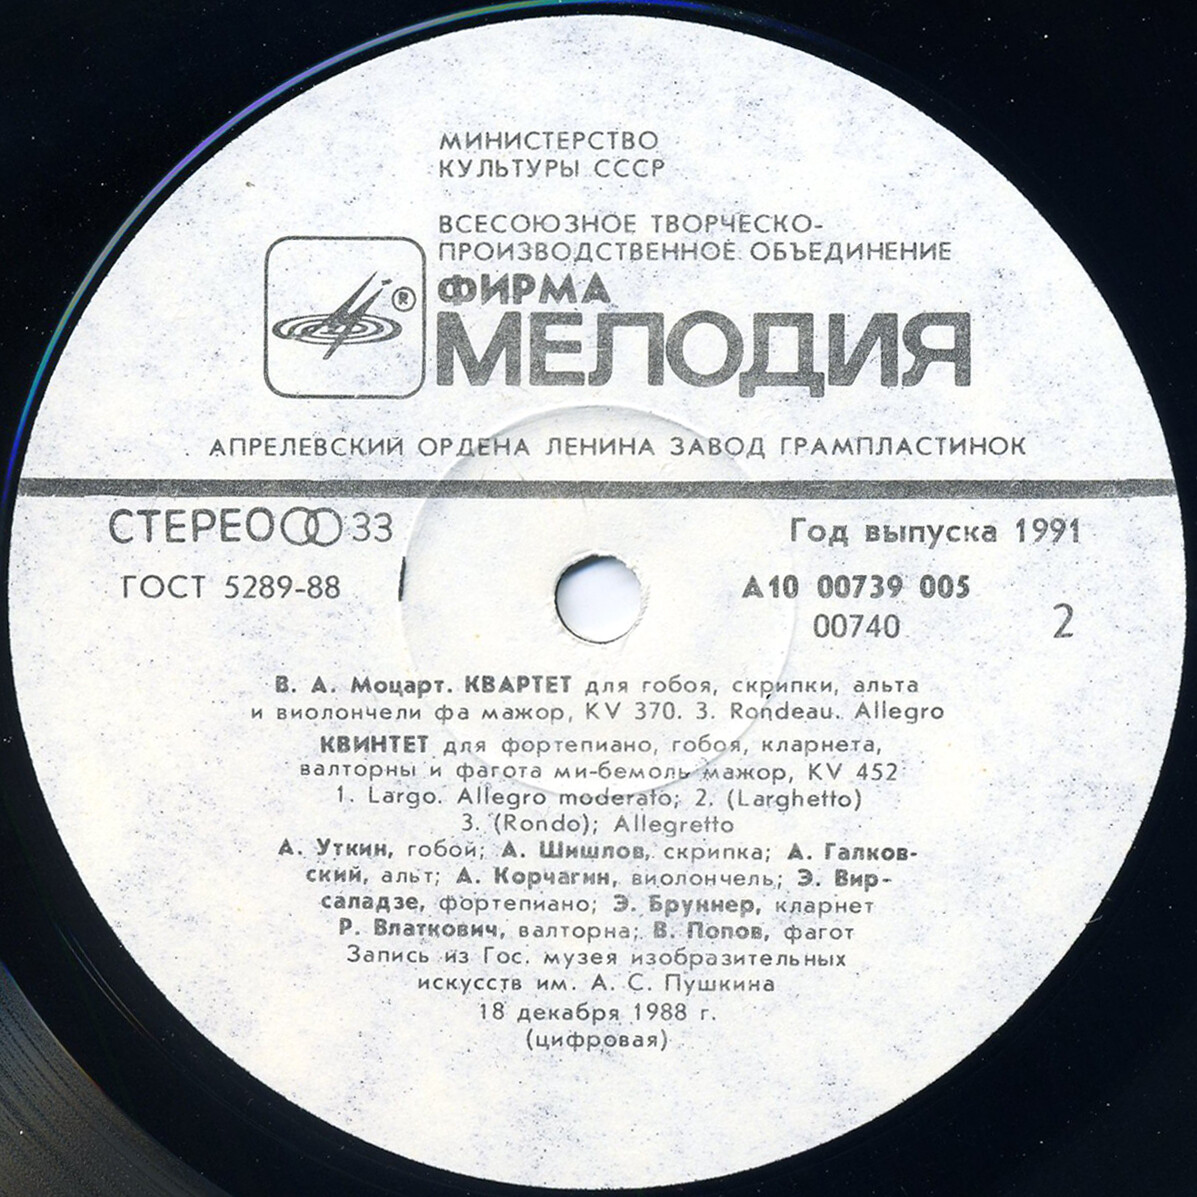 МИНИСТЕРСТВО
КУЛЬТУРЫ СССР
ВСЕСОЮЗНОЕ ТВОРЧЕСКО-
ПРОИЗВОДСТВЕННОЕ ОБЪЕДИНЕНИЕ
ФИРМА
®
МЕЛОДИЯ
АПРЕЛЕВСКИЙ ОРДЕНА ЛЕНИНА ЗАВОД ГРАМПЛАСТИНОК
СТЕРЕО 33
Год выпуска 1991
ГОСТ 5289-88
А10 00739 005
00740
2
В. А. Моцарт. КВАРТЕТ для гобоя, скрипки, альта
и виолончели фа мажор, KV 370. 3. Rondeau. Allegro
КВИНТЕТ для фортепиано, гобоя, кларнета,
валторны и фагота ми-бемоль мажор, KV 452
1. Largo. Allegro moderato; 2. (Larghetto)
3. (Rondo); Allegretto
А. Уткин, гобой; А. Шишлов, скрипка; А. Галков-
ский, альт; А. Корчагин, виолончель; Э. Вир-
саладзе, фортепиано; Э. Бруннер, кларнет
Р. Влаткович, валторна; В. Попов, фагот
Запись из Гос. музея изобразительных
искусств им. А. С. Пушкина
18 декабря 1988 г.
(цифровая)